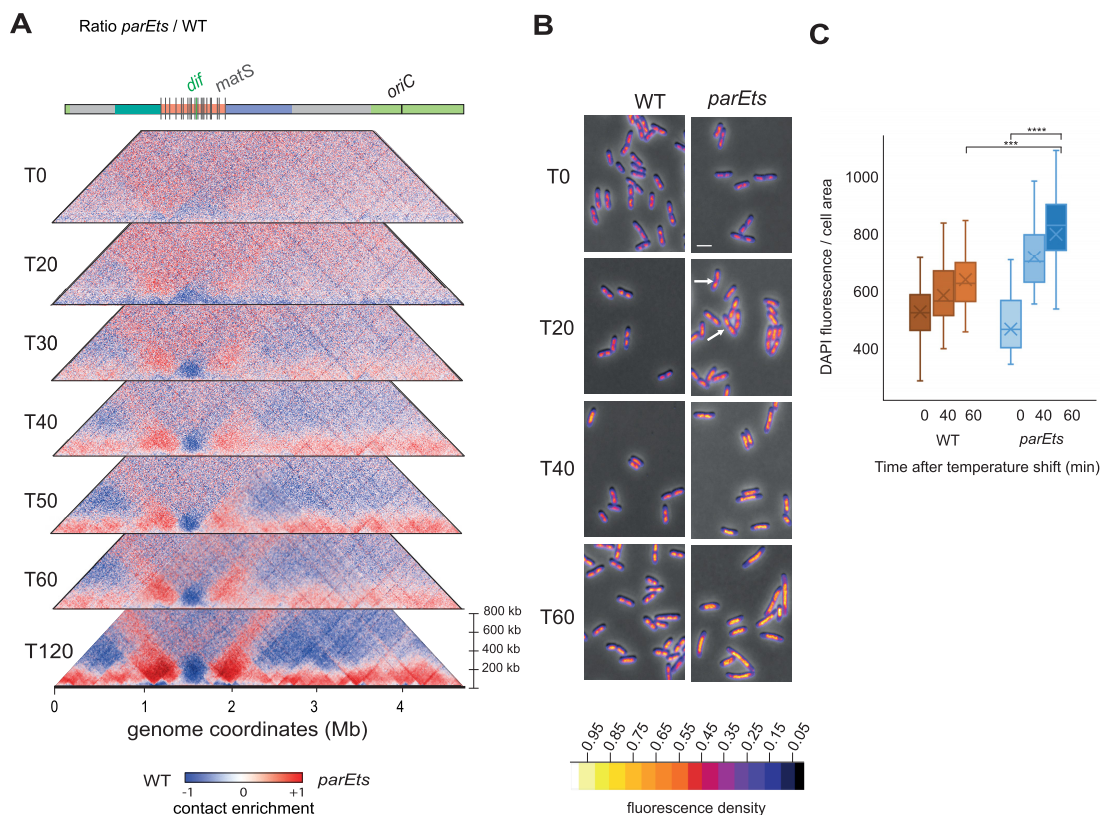 A
Ratio parEts / WT
dif
matS
oriC
T0
T20
T30
T40
T50
T60
T120
800 kb
600 kb
400 kb
200 kb
0 1 2 3 4
genome coordinates (Mb)
WT
parEts
-1 0 +1
contact enrichment
B
WT parEts
T0
T20
T40
T60
0.95 0.85 0.75 0.65 0.55 0.45 0.35 0.25 0.15 0.05
fluorescence density
C
****
***
1000
800
600
400
DAPI fluorescence / cell area
0 40 60 0 40 60
WT parEts
Time after temperature shift (min)